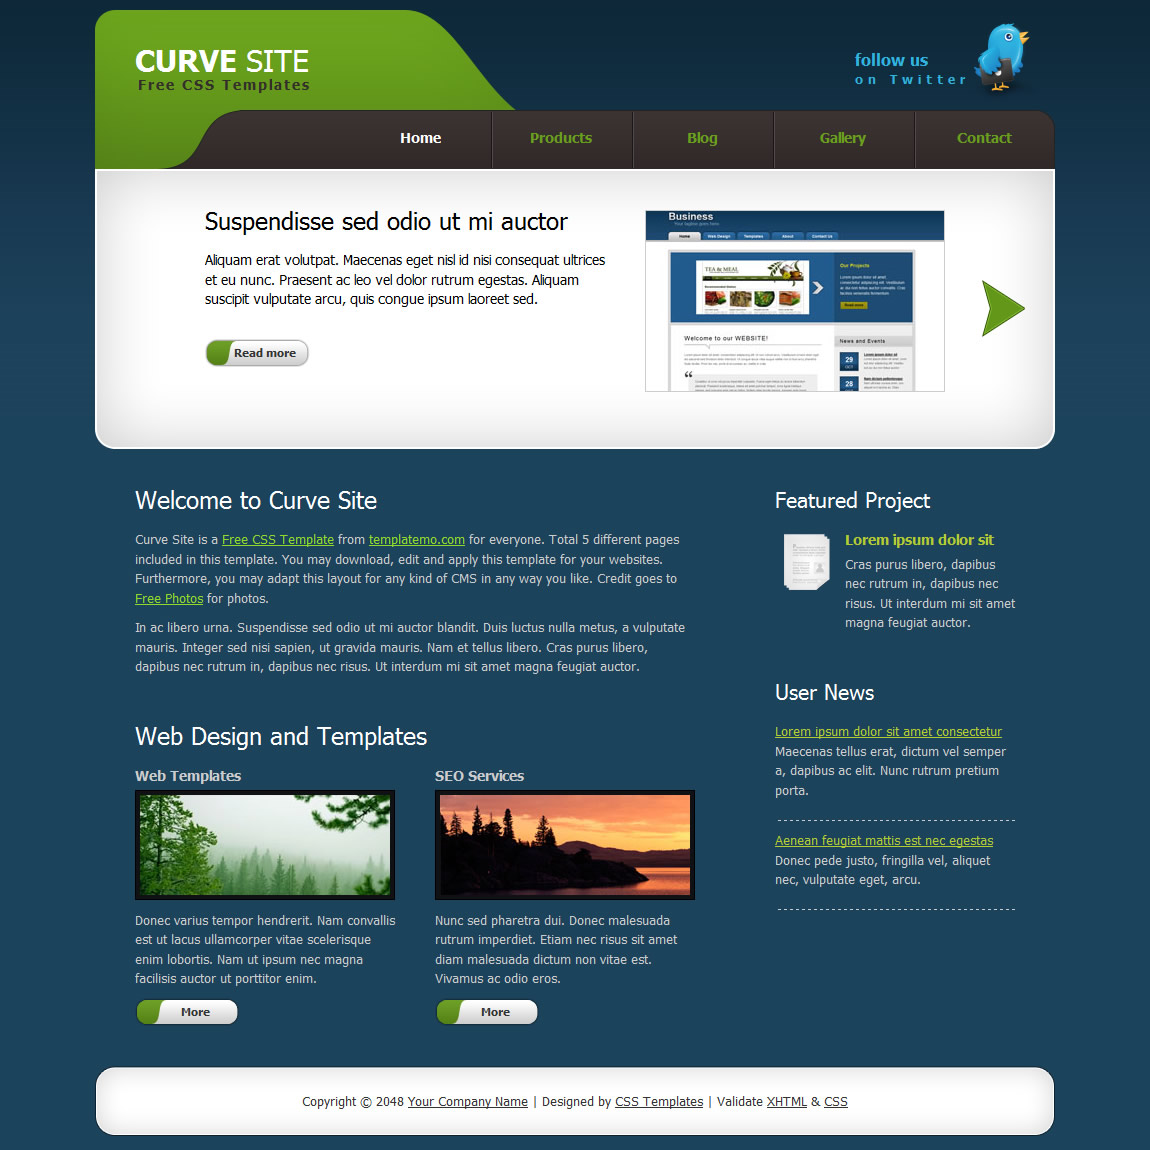 CURVE SITE
Free CSS Templates
follow us
on Twitter
Home
Products
Blog
Gallery
Contact
Suspendisse sed odio ut mi auctor
Aliquam erat volutpat. Maecenas eget nisl id nisi consequat ultrices
et eu nunc. Praesent ac leo vel dolor rutrum egestas. Aliquam
suscipit vulputate arcu, quis congue ipsum laoreet sed.
Read more
Business
Home
Web Design
Templates
About
Contact Us
TEA & MEAL
Our Projects
Read more
Welcome to our WEBSITE!
News and Events
29
OCT
28
Welcome to Curve Site
Curve Site is a Free CSS Template from templatemo.com for everyone. Total 5 different pages
included in this template. You may download, edit and apply this template for your websites.
Furthermore, you may adapt this layout for any kind of CMS in any way you like. Credit goes to
Free Photos for photos.
In ac libero urna. Suspendisse sed odio ut mi auctor blandit. Duis luctus nulla metus, a vulputate
mauris. Integer sed nisi sapien, ut gravida mauris. Nam et tellus libero. Cras purus libero,
dapibus nec rutrum in, dapibus nec risus. Ut interdum mi sit amet magna feugiat auctor.
Web Design and Templates
Web Templates
Donec varius tempor hendrerit. Nam convallis
est ut lacus ullamcorper vitae scelerisque
enim lobortis. Nam ut ipsum nec magna
facilisis auctor ut porttitor enim.
More
SEO Services
Nunc sed pharetra dui. Donec malesuada
rutrum imperdiet. Etiam nec risus sit amet
diam malesuada dictum non vitae est.
Vivamus ac odio eros.
More
Featured Project
Lorem ipsum dolor sit
Cras purus libero, dapibus
nec rutrum in, dapibus nec
risus. Ut interdum mi sit amet
magna feugiat auctor.
User News
Lorem ipsum dolor sit amet consectetur
Maecenas tellus erat, dictum vel semper
a, dapibus ac elit. Nunc rutrum pretium
porta.
Aenean feugiat mattis est nec egestas
Donec pede justo, fringilla vel, aliquet
nec, vulputate eget, arcu.
Copyright © 2048 Your Company Name | Designed by CSS Templates | Validate XHTML & CSS